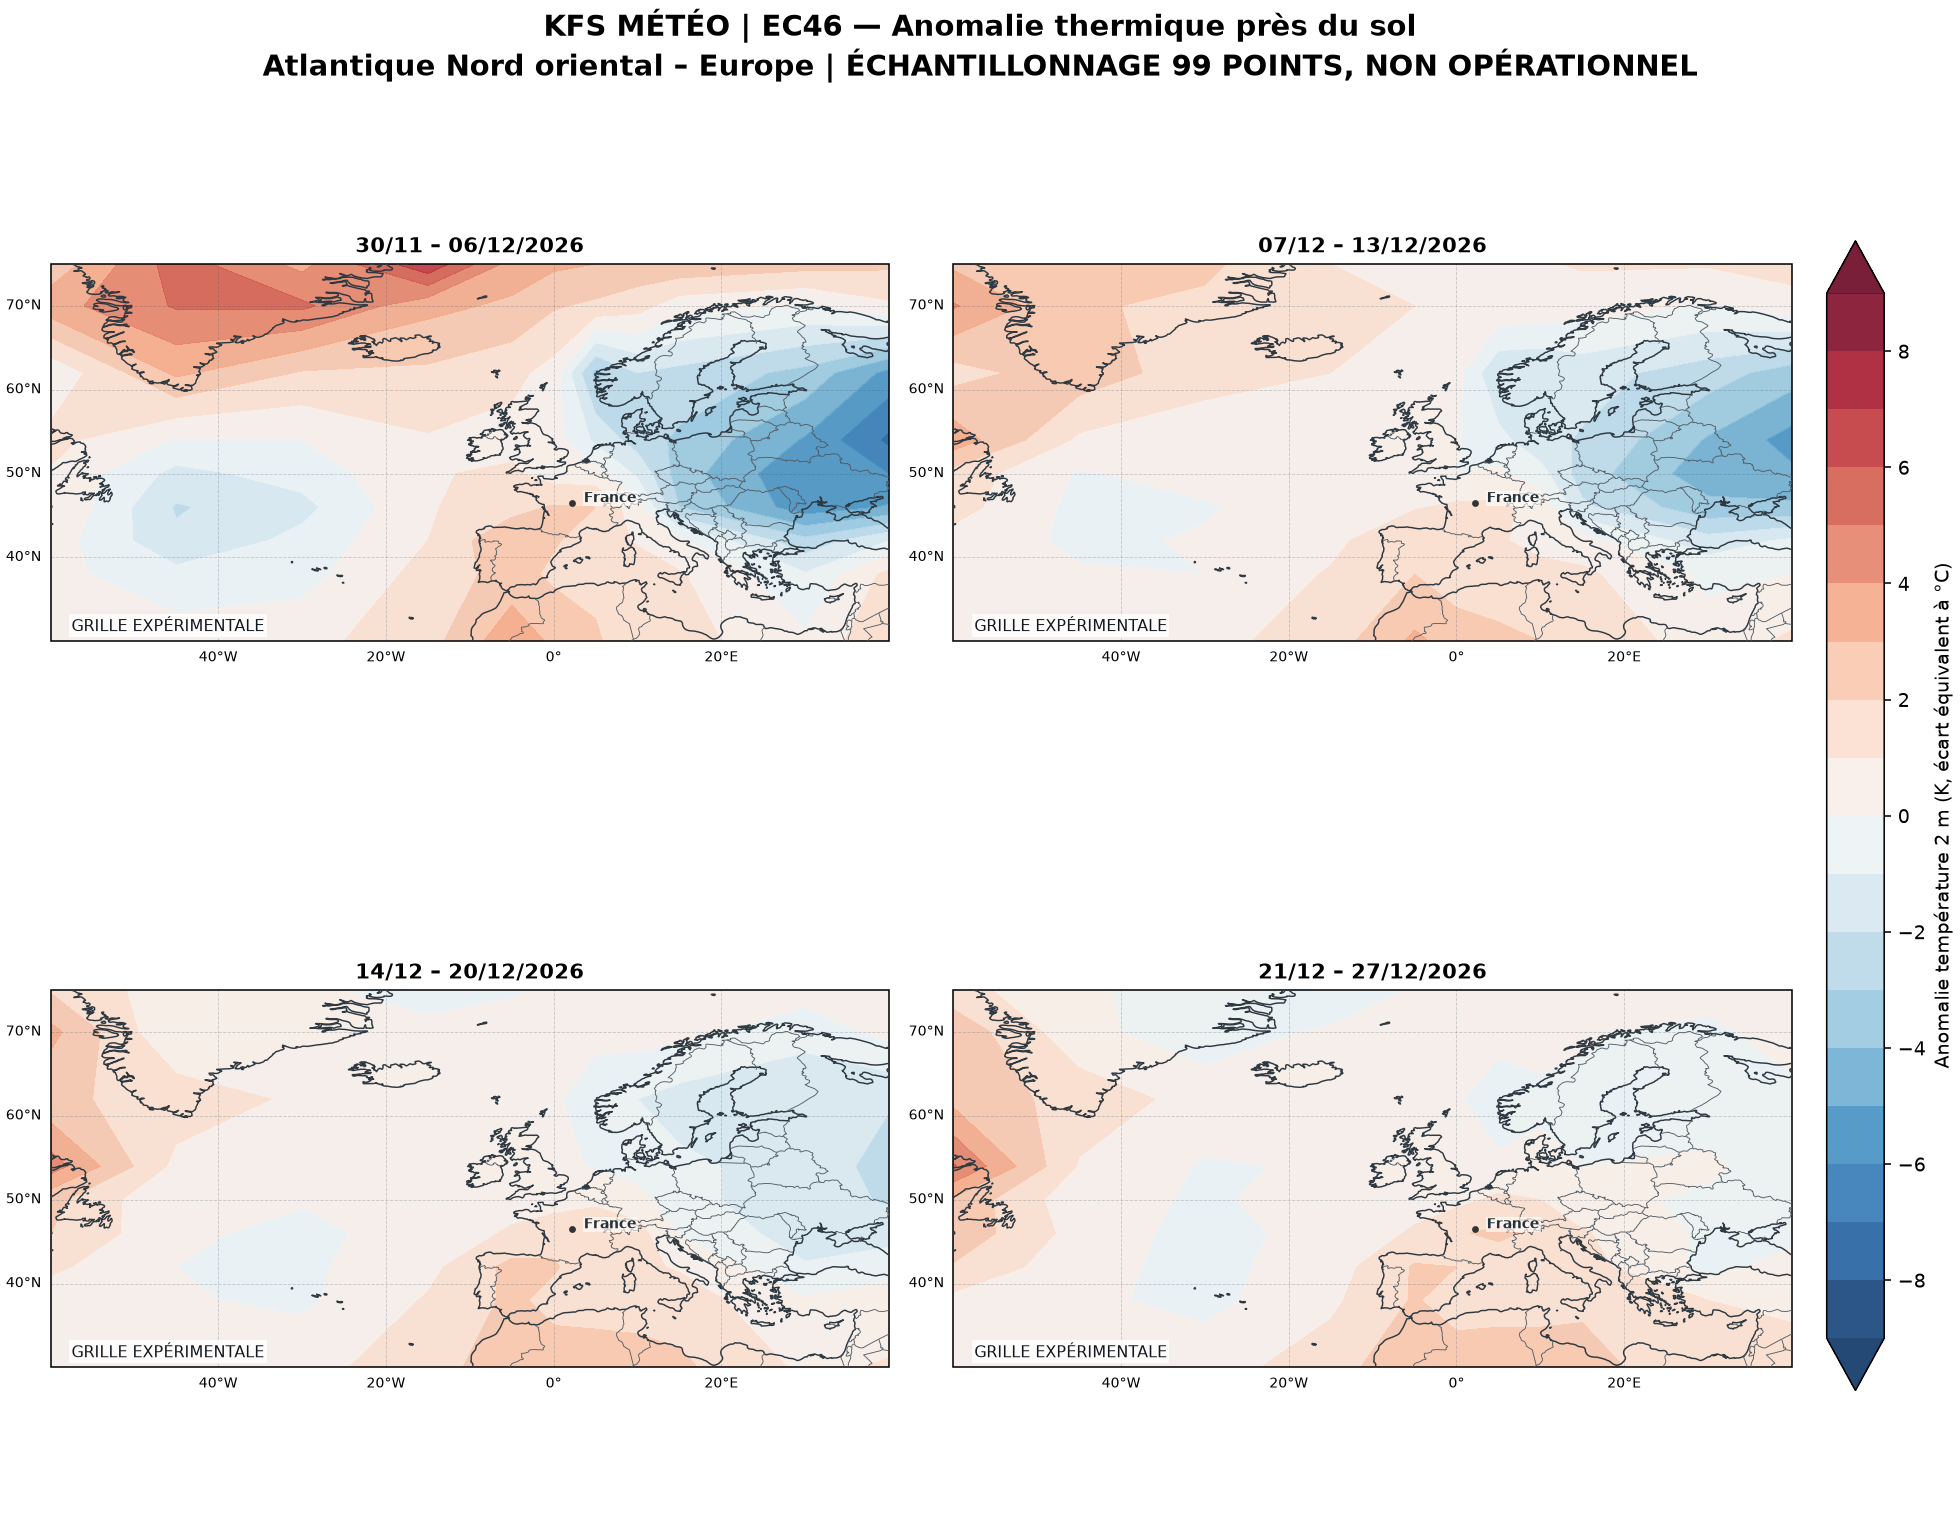 KFS MÉTÉO | EC46 — Anomalie thermique près du sol
Atlantique Nord oriental – Europe | ÉCHANTILLONNAGE 99 POINTS, NON OPÉRATIONNEL
30/11 – 06/12/2026
70°N
60°N
50°N
40°N
France
GRILLE EXPÉRIMENTALE
40°W
20°W
0°
20°E
07/12 – 13/12/2026
70°N
60°N
50°N
40°N
France
GRILLE EXPÉRIMENTALE
40°W
20°W
0°
20°E
14/12 – 20/12/2026
70°N
60°N
50°N
40°N
France
GRILLE EXPÉRIMENTALE
40°W
20°W
0°
20°E
21/12 – 27/12/2026
70°N
60°N
50°N
40°N
France
GRILLE EXPÉRIMENTALE
40°W
20°W
0°
20°E
8
6
4
2
0
−2
−4
−6
−8
Anomalie température 2 m (K, écart équivalent à °C)